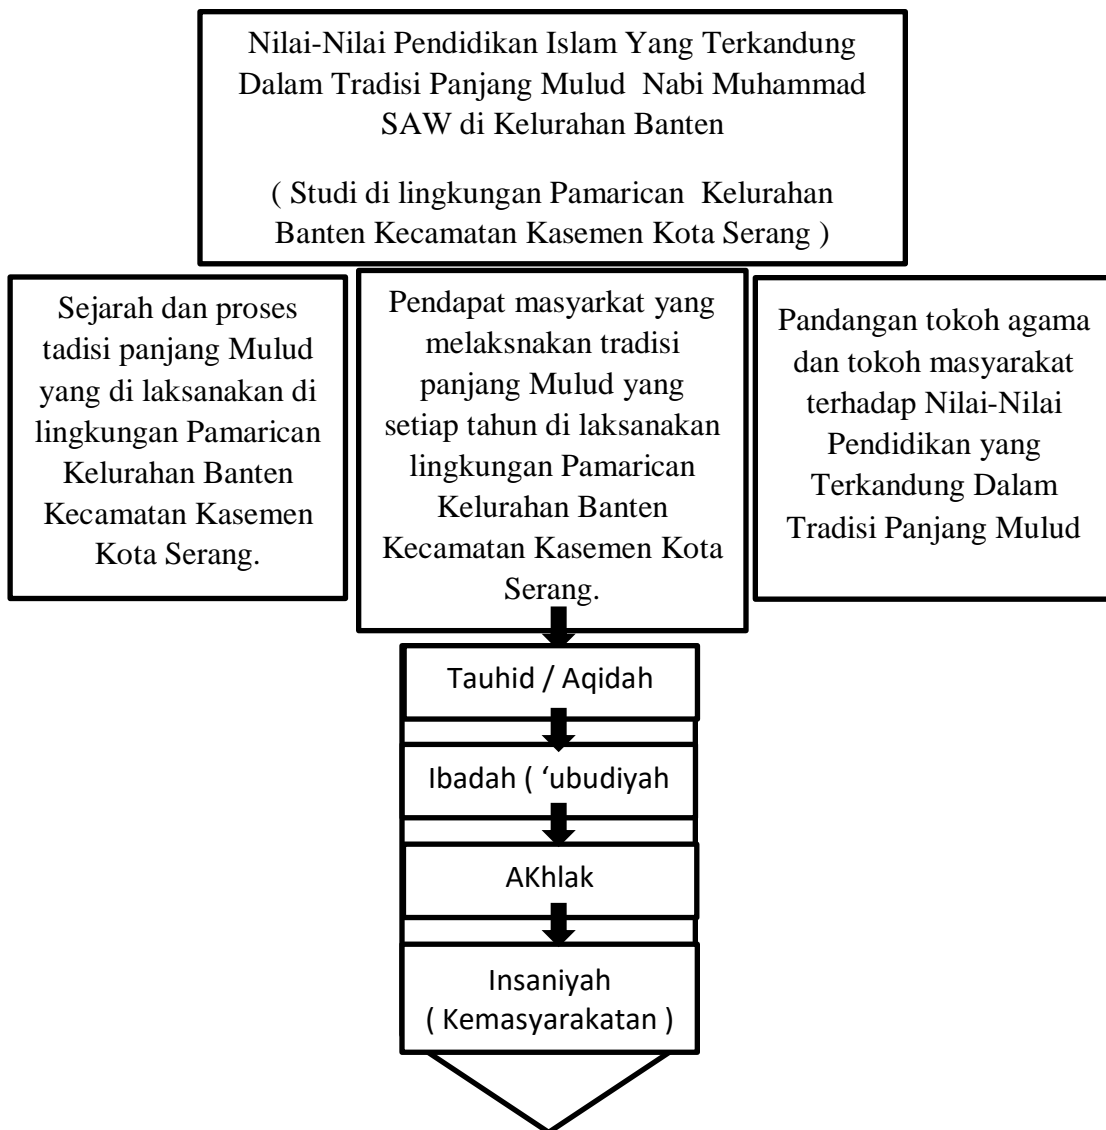 Nilai-Nilai Pendidikan Islam Yang Terkandung
Dalam Tradisi Panjang Mulud  Nabi Muhammad
SAW di Kelurahan Banten
( Studi di lingkungan Pamarican  Kelurahan
Banten Kecamatan Kasemen Kota Serang )
Sejarah dan proses
tadisi panjang Mulud
yang di laksanakan di
lingkungan Pamarican
Kelurahan Banten
Kecamatan Kasemen
Kota Serang.
Pendapat masyarkat yang
melaksnakan tradisi
panjang Mulud yang
setiap tahun di laksanakan
lingkungan Pamarican
Kelurahan Banten
Kecamatan Kasemen Kota
Serang.
Pandangan tokoh agama
dan tokoh masyarakat
terhadap Nilai-Nilai
Pendidikan yang
Terkandung Dalam
Tradisi Panjang Mulud
Tauhid / Aqidah
Ibadah ( ‘ubudiyah
AKhlak
Insaniyah
( Kemasyarakatan )